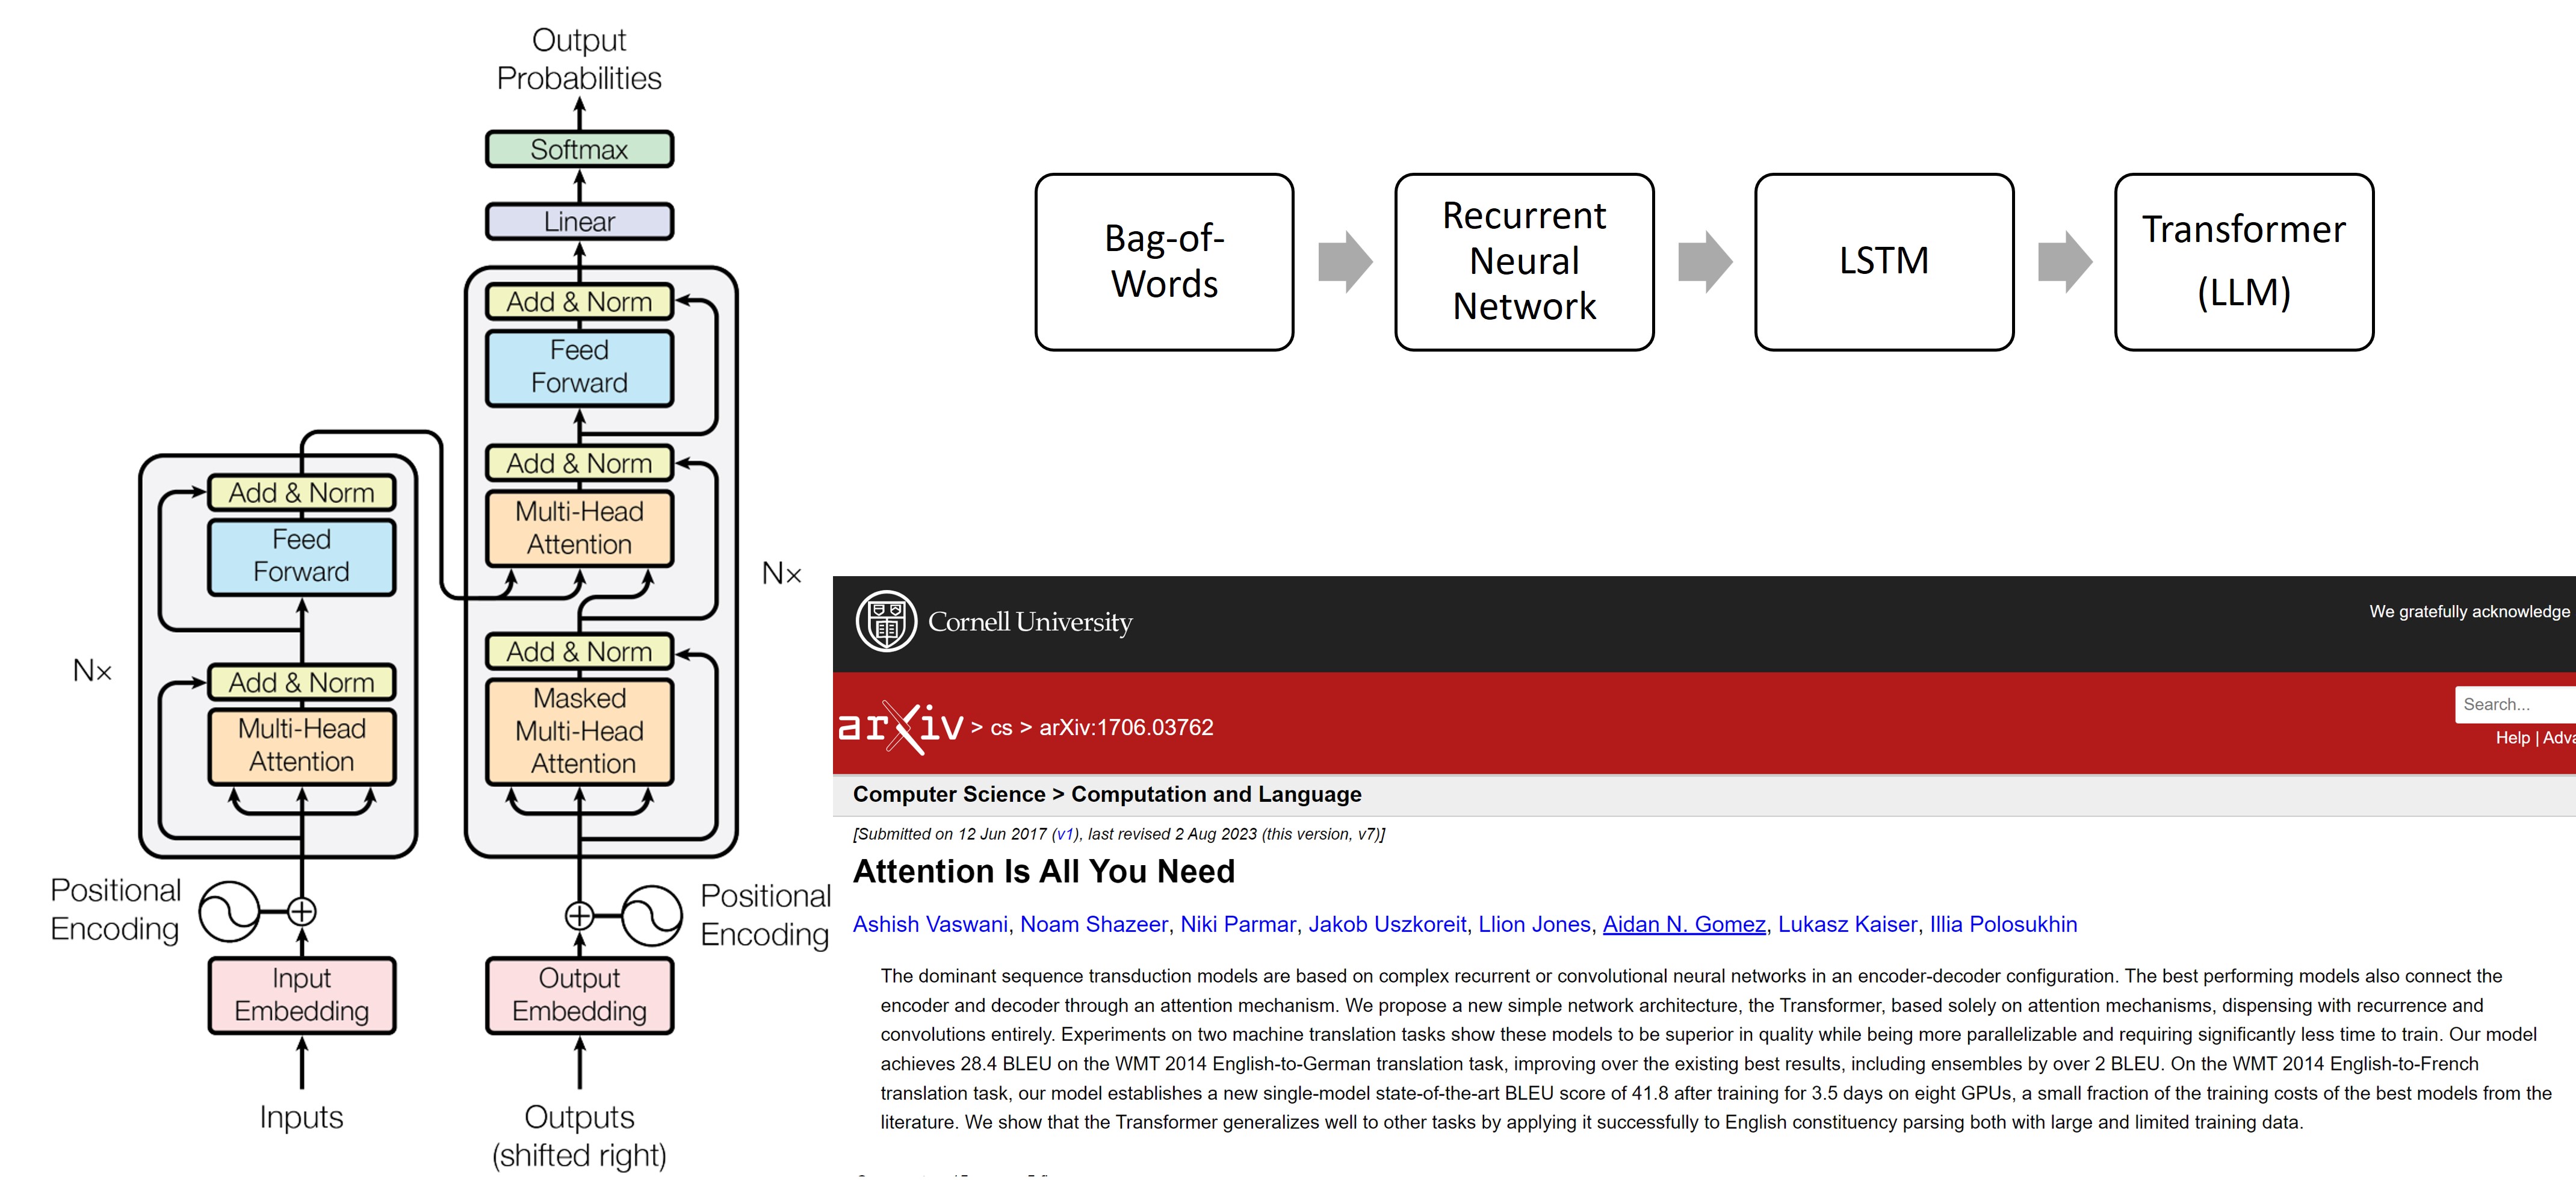 Output
Probabilities
Softmax
Linear
Add & Norm
Feed
Forward
Add & Norm
Multi-Head
Attention
Add & Norm
Masked
Multi-Head
Attention
Nx
Add & Norm
Feed
Forward
Add & Norm
Multi-Head
Attention
Nx
Positional
Encoding
Positional
Encoding
Input
Embedding
Output
Embedding
Inputs
Outputs
(shifted right)
Bag-of-
Words
Recurrent
Neural
Network
LSTM
Transformer
(LLM)
Cornell University
We gratefully acknowledge
arXiv > cs > arXiv:1706.03762
Search...
Help |
Computer Science > Computation and Language
[Submitted on 12 Jun 2017 (v1), last revised 2 Aug 2023 (this version, v7)]
Attention Is All You Need
Ashish Vaswani, Noam Shazeer, Niki Parmar, Jakob Uszkoreit, Llion Jones, Aidan N. Gomez, Lukasz Kaiser, Illia Polosukhin
The dominant sequence transduction models are based on complex recurrent or convolutional neural networks in an encoder-decoder configuration. The best performing models also connect the
encoder and decoder through an attention mechanism. We propose a new simple network architecture, the Transformer, based solely on attention mechanisms, dispensing with recurrence and
convolutions entirely. Experiments on two machine translation tasks show these models to be superior in quality while being more parallelizable and requiring significantly less time to train. Our model
achieves 28.4 BLEU on the WMT 2014 English-to-German translation task, improving over the existing best results, including ensembles by over 2 BLEU. On the WMT 2014 English-to-French
translation task, our model establishes a new single-model state-of-the-art BLEU score of 41.8 after training for 3.5 days on eight GPUs, a small fraction of the training costs of the best models from the
literature. We show that the Transformer generalizes well to other tasks by applying it successfully to English constituency parsing both with large and limited training data.